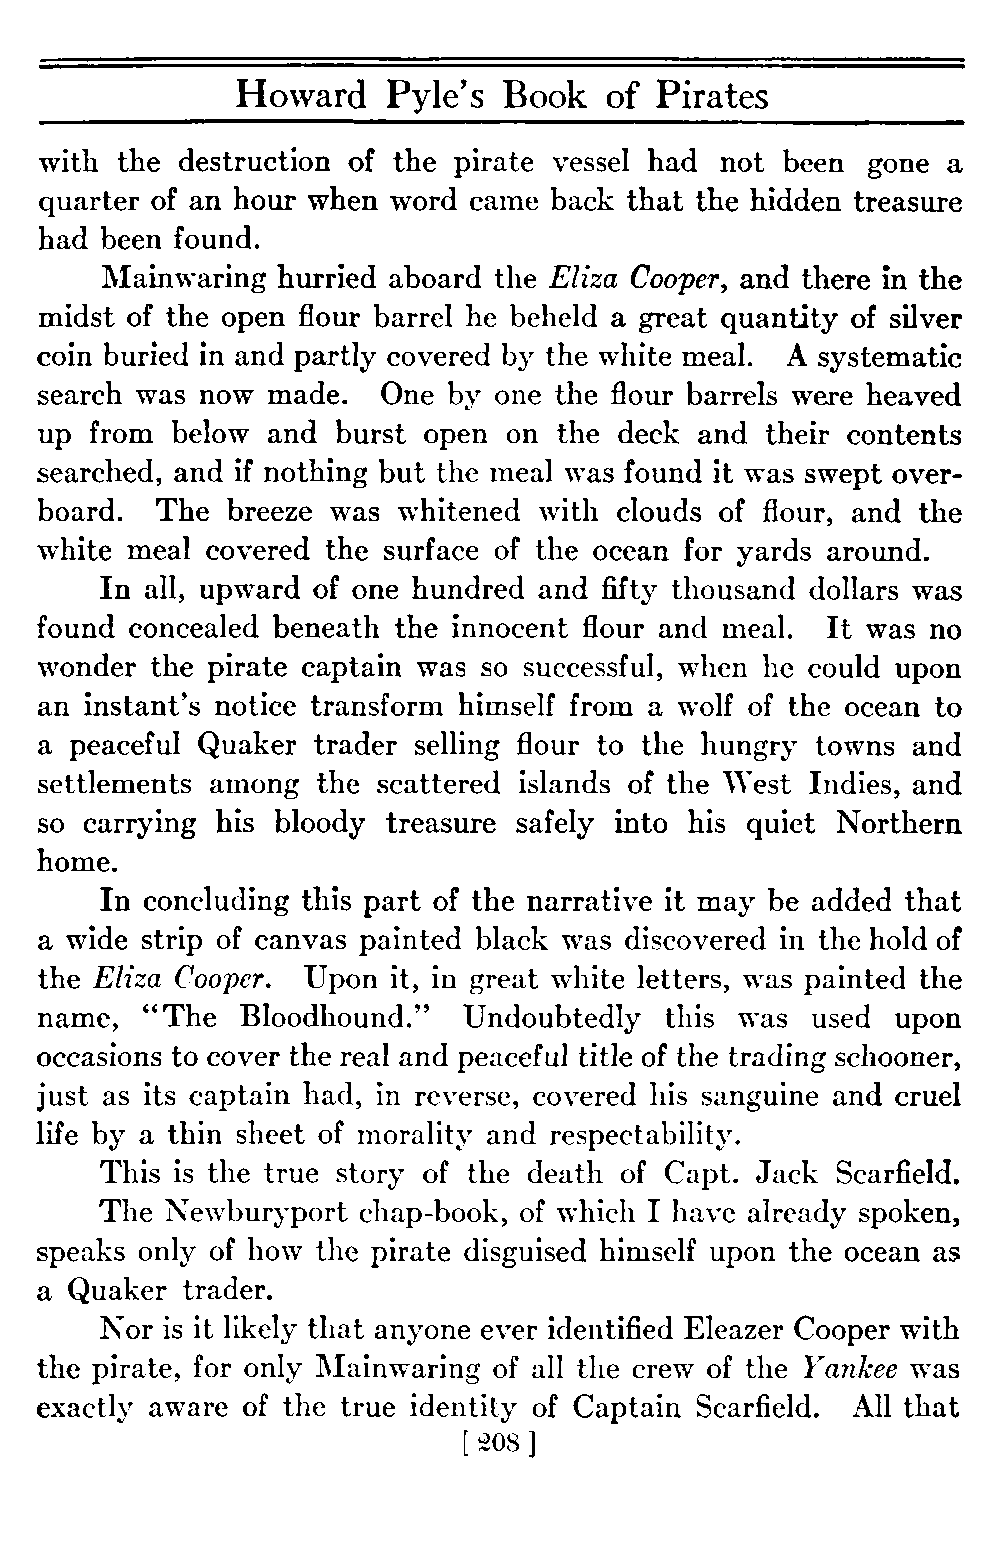 Howard Pyle's Book of Pirates
with the destruction of the pirate vessel had not been gone a
quarter of an hour when word came back that the hidden treasure
had been found.
Mainwaring hurried aboard the Eliza Cooper, and there in the
midst of the open flour barrel he beheld a great quantity of silver
coin buried in and partly covered by the white meal. A systematic
search was now made. One by one the flour barrels were heaved
up from below and burst open on the deck and their contents
searched, and if nothing but the meal was found it was swept over-
board. The breeze was whitened with clouds of flour, and the
white meal covered the surface of the ocean for yards around.
In all, upward of one hundred and fifty thousand dollars was
found concealed beneath the innocent flour and meal. It was no
wonder the pirate captain was so successful, when he could upon
an instant's notice transform himself from a wolf of the ocean to
a peaceful Quaker trader selling flour to the hungry towns and
settlements among the scattered islands of the West Indies, and
so carrying his bloody treasure safely into his quiet Northern
home.
In concluding this part of the narrative it may be added that
a wide strip of canvas painted black was discovered in the hold of
the Eliza Cooper. Upon it, in great white letters, was painted the
name, "The Bloodhound." Undoubtedly this was used upon
occasions to cover the real and peaceful title of the trading schooner,
just as its captain had, in reverse, covered his sanguine and cruel
life by a thin sheet of morality and respectability.
This is the true story of the death of Capt. Jack Scarfield.
The Newburyport chap-book, of which I have already spoken,
speaks only of how the pirate disguised himself upon the ocean as
a Quaker trader.
Nor is it likely that anyone ever identified Eleazer Cooper with
the pirate, for only Mainwaring of all the crew of the Yankee was
exactly aware of the true identity of Captain Scarfield. All that
[ 208 ]